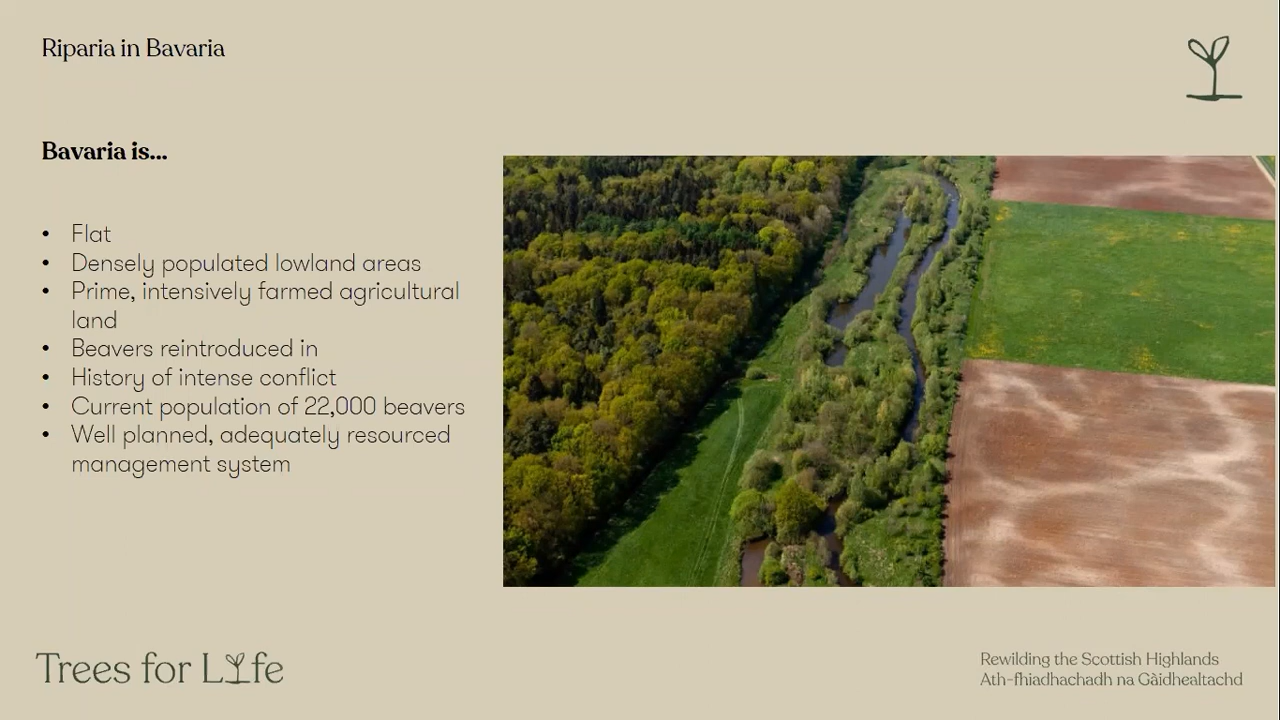 Riparia in Bavaria
Bavaria is...
• Flat
• Densely populated lowland areas
• Prime, intensively farmed agricultural
land
• Beavers reintroduced in
• History of intense conflict
• Current population of 22,000 beavers
• Well planned, adequately resourced
management system
Trees for Life
Rewilding the Scottish Highlands
Ath-fhiadhachadh na Gàidhealtachd